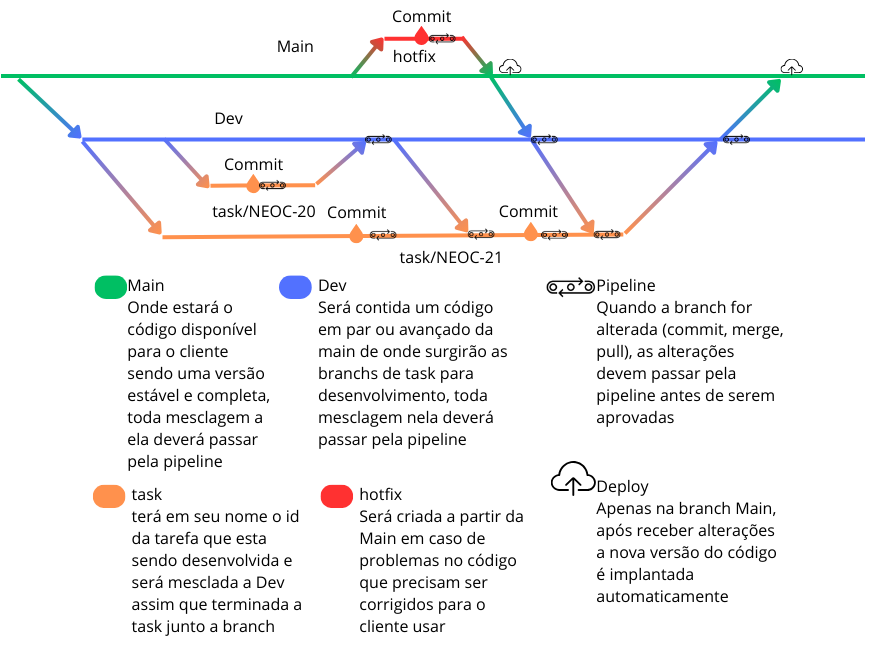 Commit
Main
hotfix
Dev
Commit
task/NEOC-20
Commit
Commit
task/NEOC-21
Main
Onde estará o
código disponível
para o cliente
sendo uma versão
estável e completa,
toda mesclagem a
ela deverá passar
pela pipeline
Dev
Será contida um código
em par ou avançado da
main de onde surgirão as
branchs de task para
desenvolvimento, toda
mesclagem nela deverá
passar pela pipeline
Pipeline
Quando a branch for
alterada (commit, merge,
pull), as alterações
devem passar pela
pipeline antes de serem
aprovadas
task
terá em seu nome o id
da tarefa que esta
sendo desenvolvida e
será mesclada a Dev
assim que terminada a
task junto a branch
hotfix
Será criada a partir da
Main em caso de
problemas no código
que precisam ser
corrigidos para o
cliente usar
Deploy
Apenas na branch Main,
após receber alterações
a nova versão do código
é implantada
automaticamente